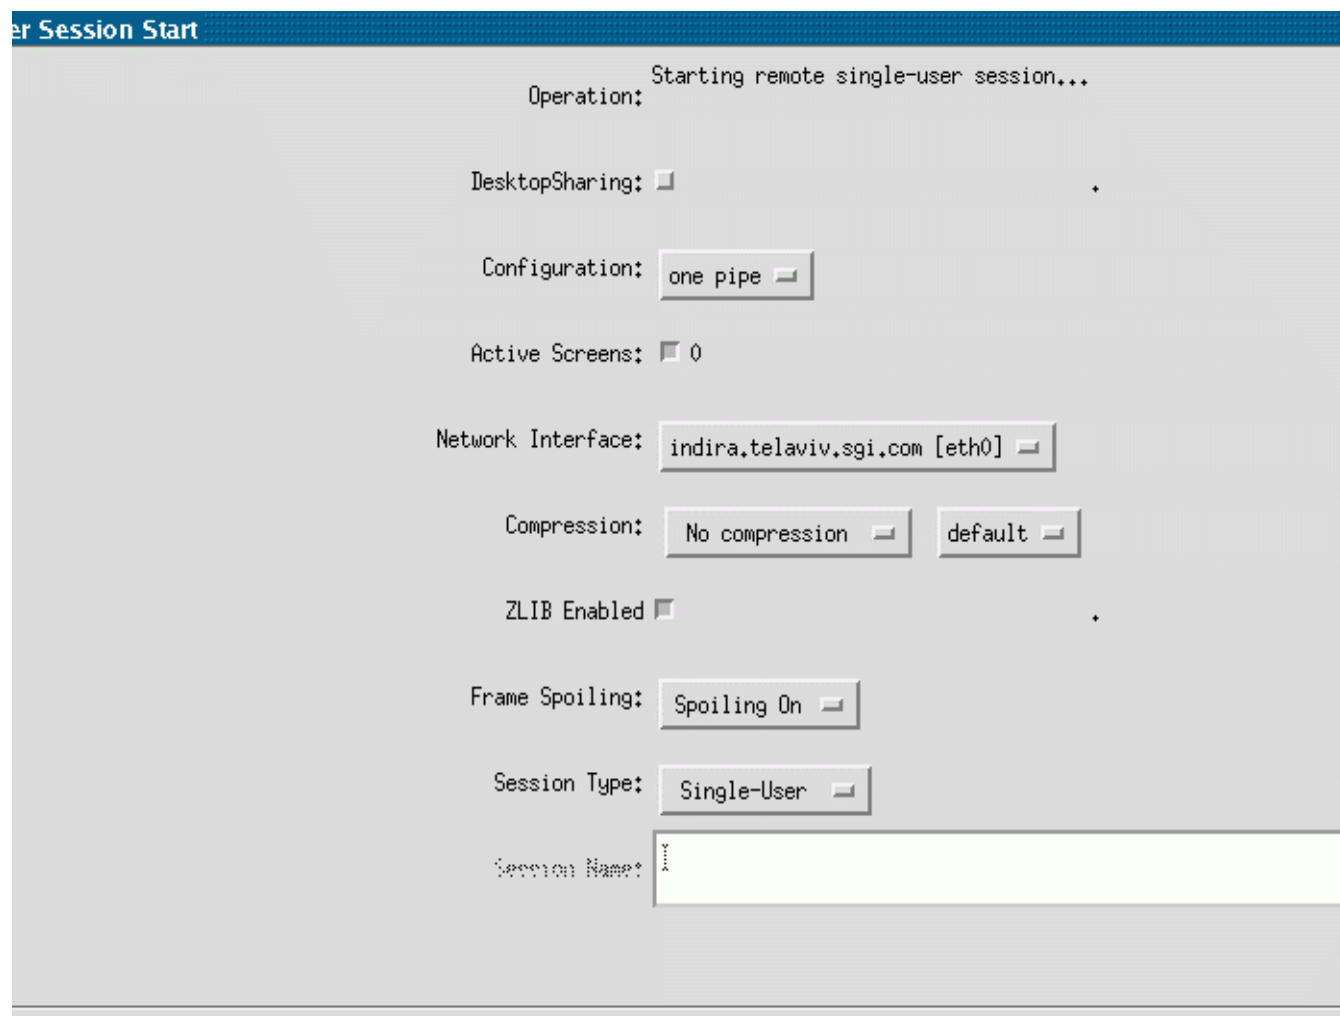 er Session Start
Starting remote single-user session...
Operation:
DesktopSharing:
.
Configuration: one pipe
Active Screens: 0
Network Interface: indira.telaviv.sgi.com [eth0]
Compression: No compression default
ZLIB Enabled
.
Frame Spoiling: Spoiling On
Session Type: Single-User
Session Name: